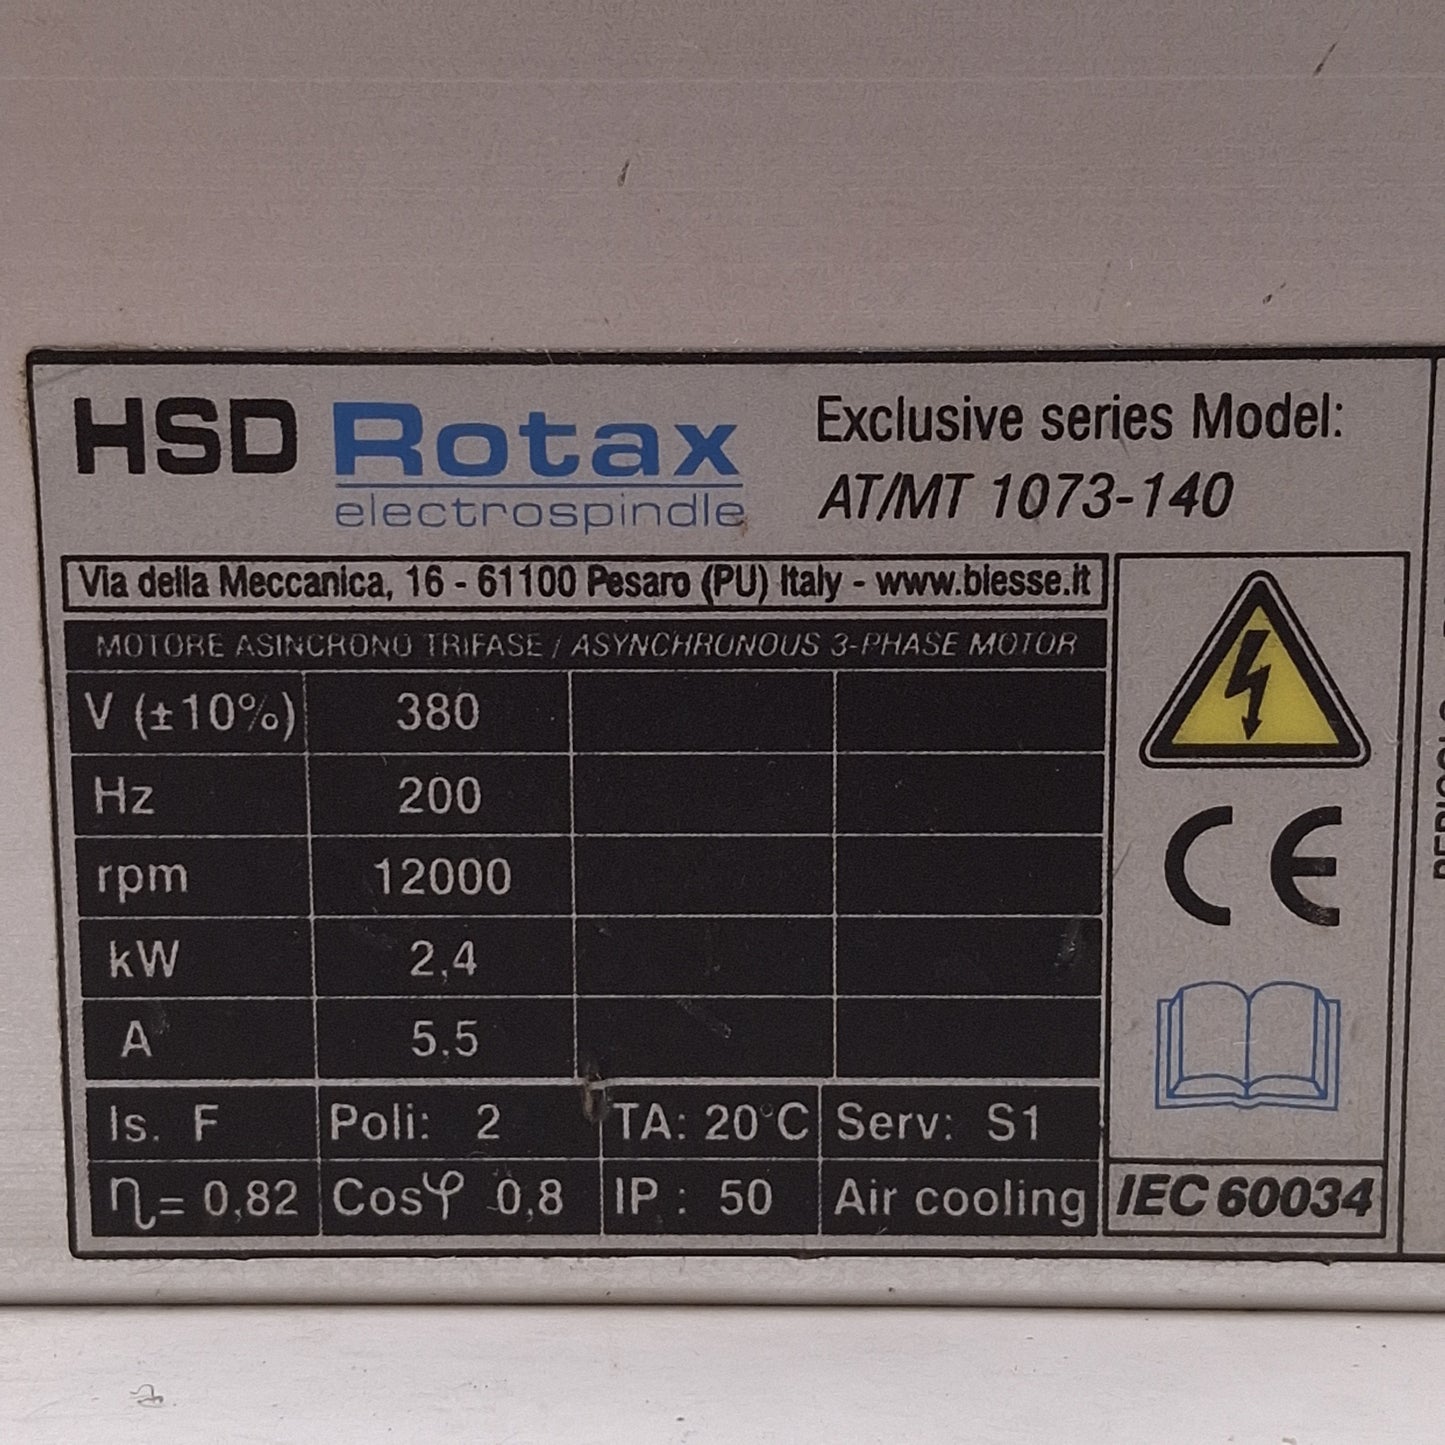 HSD Rotax
electrospindle
Exclusive series Model:
AT/MT 1073-140
Via della Meccanica, 16 - 61100 Pesaro (PU) Italy - www.biesse.it
MOTORE ASINCRONO TRIFASE / ASYNCHRONOUS 3-PHASE MOTOR
V (±10%) 380
Hz 200
rpm 12000
kW 2,4
A 5,5
Is. F Poli: 2 TA: 20°C Serv: S1
η= 0,82 Cosφ 0,8 IP : 50 Air cooling
CE
IEC 60034